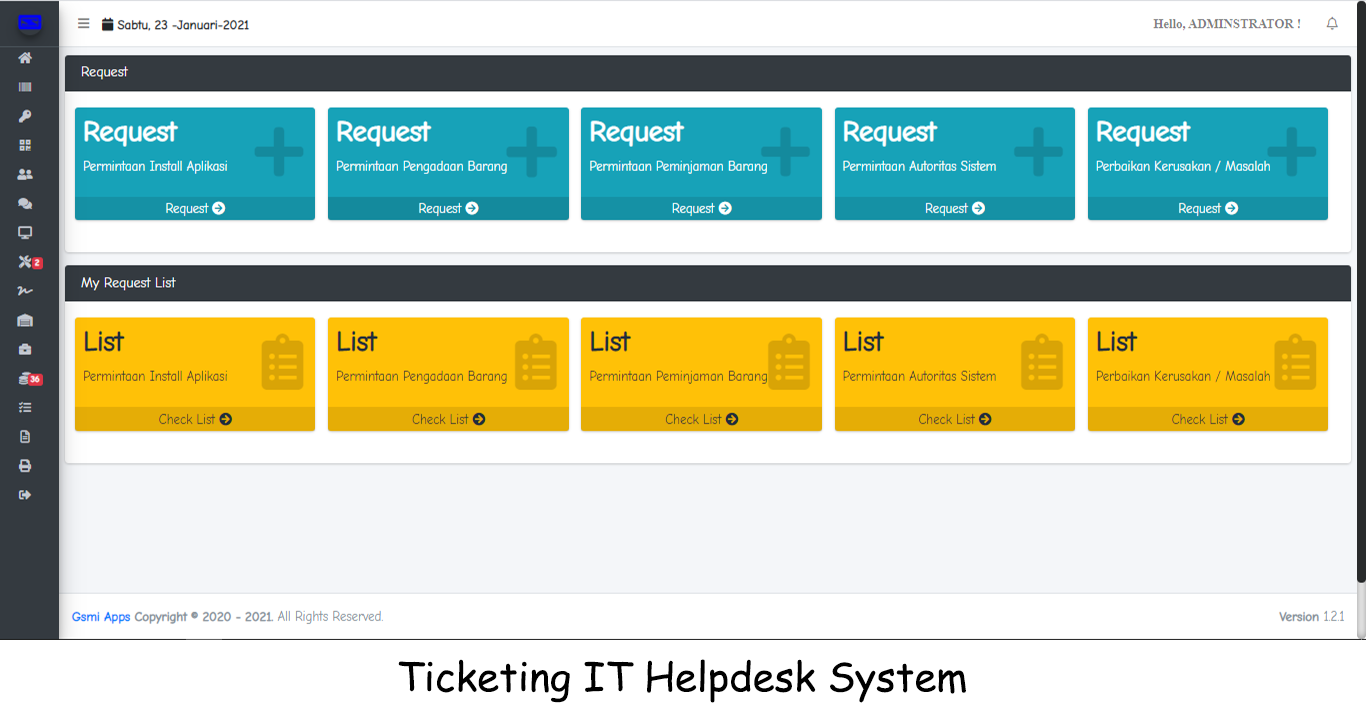 Sabtu, 23 -Januari-2021
Hello, ADMINSTRATOR !
Request
Request
Permintaan Install Aplikasi
Request
Request
Permintaan Pengadaan Barang
Request
Request
Permintaan Peminjaman Barang
Request
Request
Permintaan Autoritas Sistem
Request
Request
Perbaikan Kerusakan / Masalah
Request
2
36
My Request List
List
Permintaan Install Aplikasi
Check List
List
Permintaan Pengadaan Barang
Check List
List
Permintaan Peminjaman Barang
Check List
List
Permintaan Autoritas Sistem
Check List
List
Perbaikan Kerusakan / Masalah
Check List
Gsmi Apps Copyright © 2020 - 2021. All Rights Reserved.
Version 1.2.1
Ticketing IT Helpdesk System